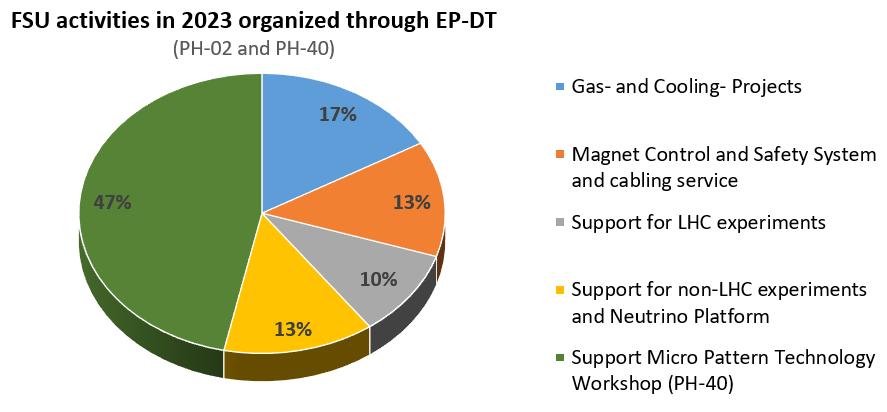 FSU activities in 2023 organized through EP-DT
(PH-02 and PH-40)
17%
13%
10%
13%
47%
Gas- and Cooling- Projects
Magnet Control and Safety System
and cabling service
Support for LHC experiments
Support for non-LHC experiments
and Neutrino Platform
Support Micro Pattern Technology
Workshop (PH-40)